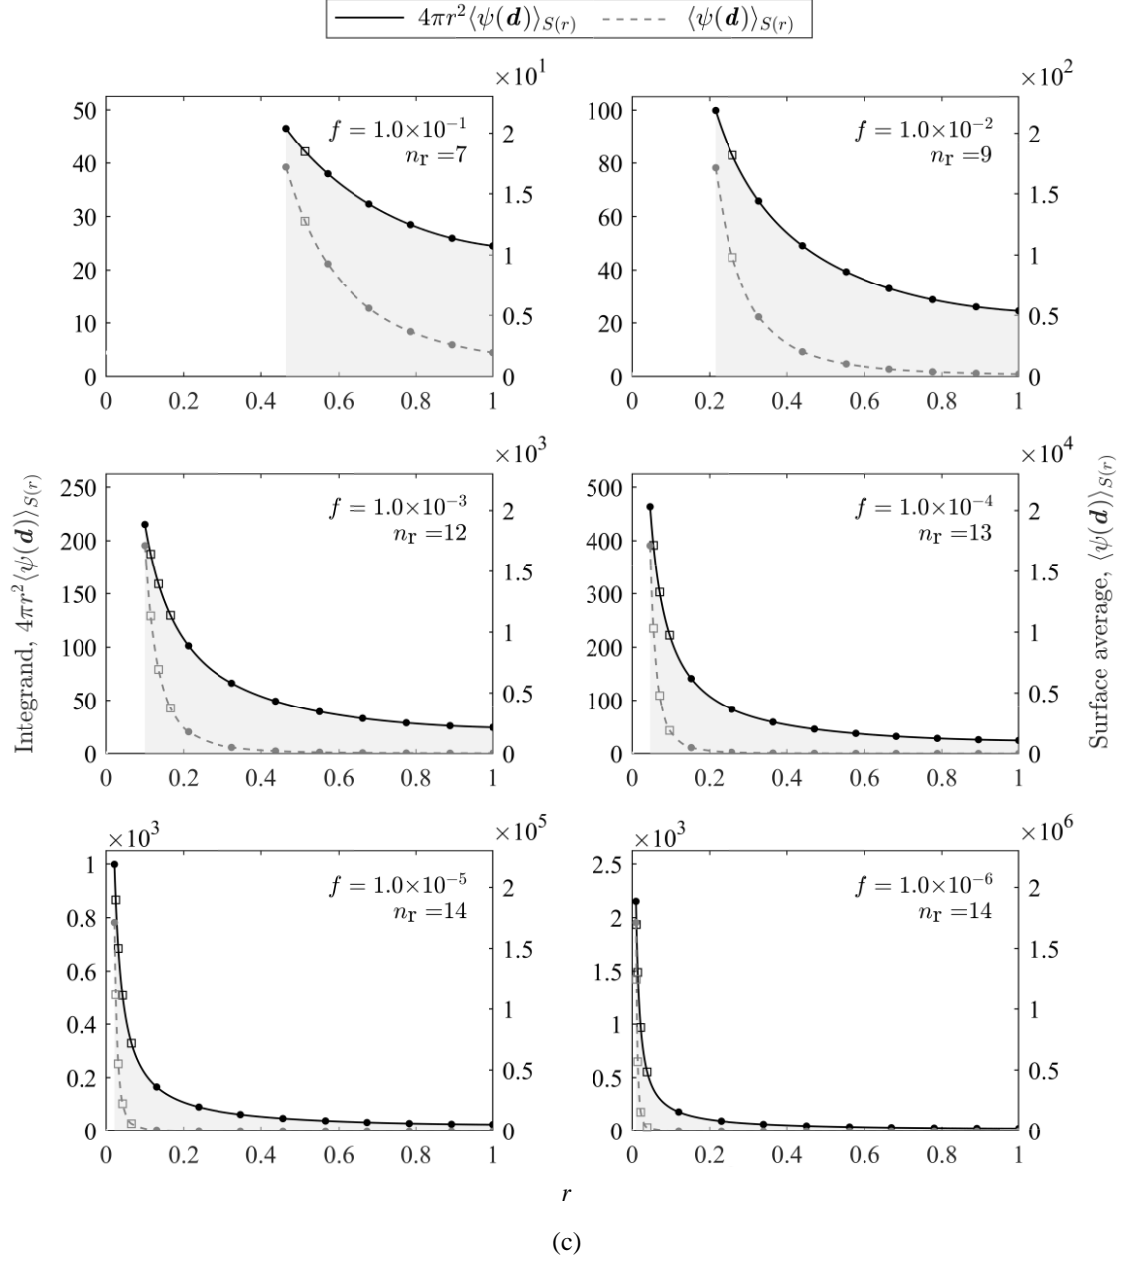 4πr²⟨ψ(d)⟩S(r) ⟨ψ(d)⟩S(r)
×10¹ ×10²
50 40 30 20 10 0
f = 1.0×10⁻¹
nr =7
2 1.5 1 0.5 0
0 0.2 0.4 0.6 0.8 1
100 80 60 40 20 0
f = 1.0×10⁻²
nr =9
2 1.5 1 0.5 0
0 0.2 0.4 0.6 0.8 1
Integrand, 4πr²⟨ψ(d)⟩S(r)
×10³ ×10⁴
250 200 150 100 50 0
f = 1.0×10⁻³
nr =12
2 1.5 1 0.5 0
0 0.2 0.4 0.6 0.8 1
500 400 300 200 100 0
f = 1.0×10⁻⁴
nr =13
2 1.5 1 0.5 0
0 0.2 0.4 0.6 0.8 1
Surface average, ⟨ψ(d)⟩S(r)
×10³ ×10⁵ ×10³ ×10⁶
1 0.8 0.6 0.4 0.2 0
f = 1.0×10⁻⁵
nr =14
2 1.5 1 0.5 0
0 0.2 0.4 0.6 0.8 1
2.5 2 1.5 1 0.5 0
f = 1.0×10⁻⁶
nr =14
2 1.5 1 0.5 0
0 0.2 0.4 0.6 0.8 1
r
(c)